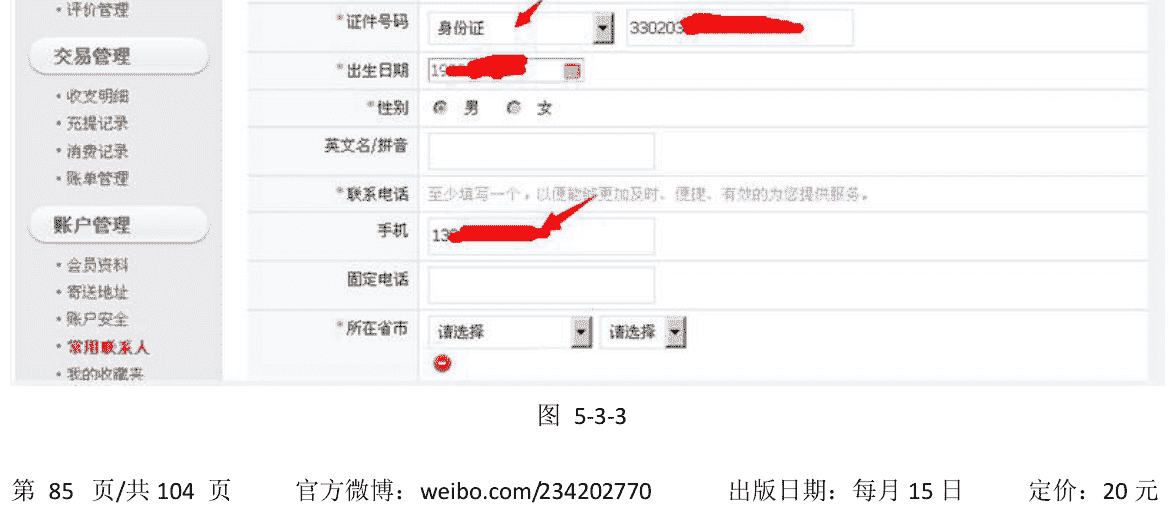 • 评价管理
交易管理
• 收支明细
• 充提记录
• 消费记录
• 账单管理
账户管理
• 会员资料
• 寄送地址
• 账户安全
• 常用联系人
• 我的收藏夹
*证件号码 身份证 330203
*出生日期 19
*性别 男 女
英文名/拼音
*联系电话 至少填写一个，以便能够更加及时、便捷、有效的为您提供服务。
手机 13
固定电话
*所在省市 请选择 请选择
图 5-3-3
第 85 页/共 104 页 官方微博：weibo.com/234202770 出版日期：每月 15 日 定价：20 元